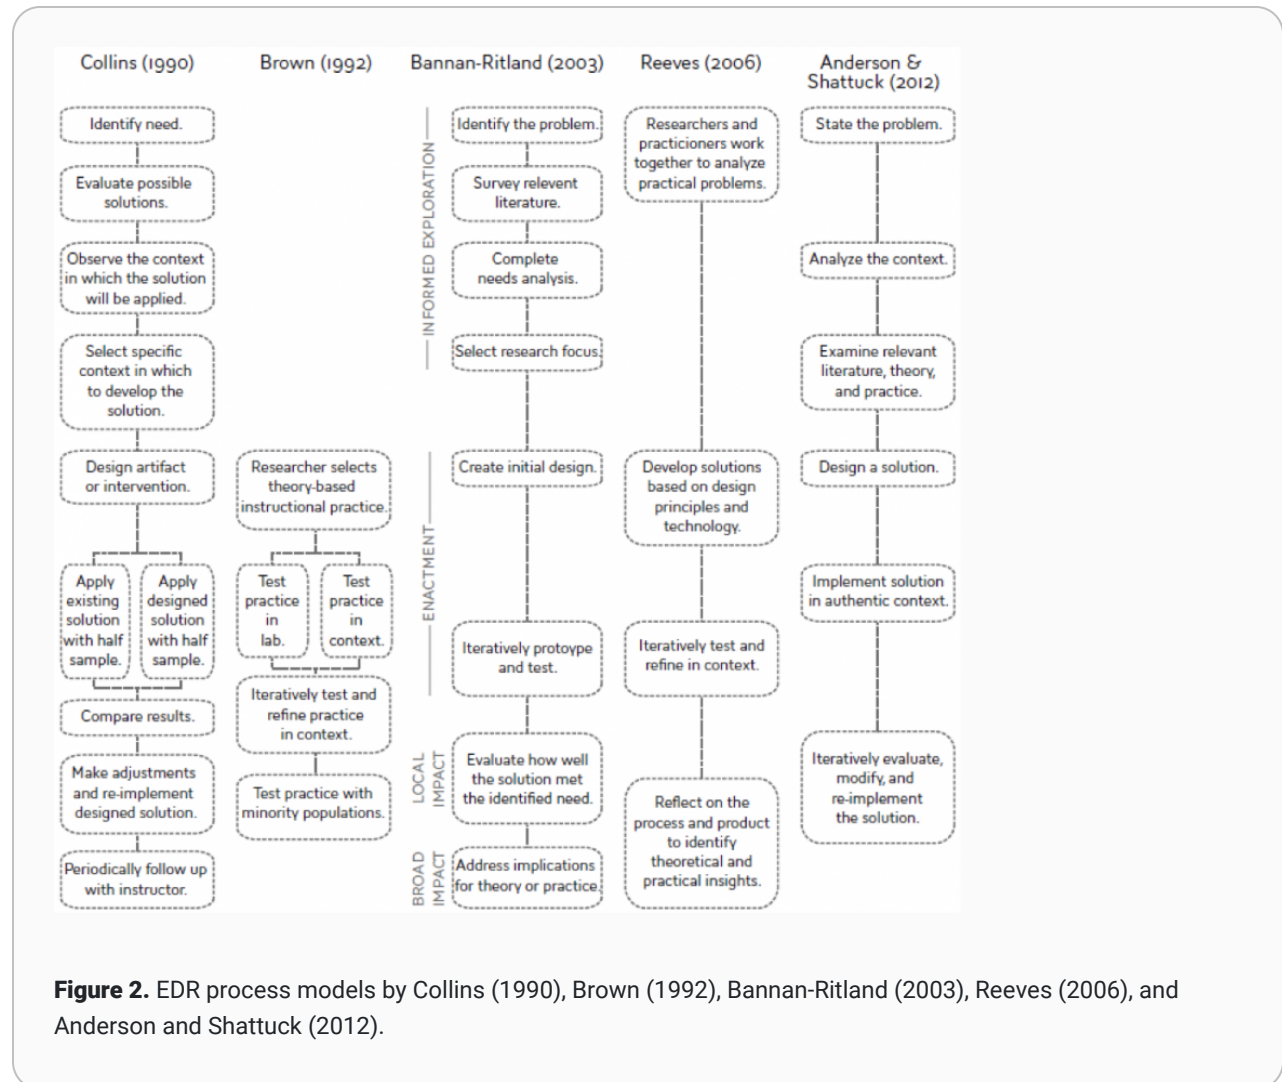 Collins (1990)
Identify need.
Evaluate possible
solutions.
Observe the context
in which the solution
will be applied.
Select specific
context in which
to develop the
solution.
Design artifact
or intervention.
Apply
existing
solution
with half
sample.
Apply
designed
solution
with half
sample.
Compare results.
Make adjustments
and re-implement
designed solution.
Periodically follow up
with instructor.
Brown (1992)
Researcher selects
theory-based
instructional practice.
Test
practice
in
lab.
Test
practice
in
context.
Iteratively test and
refine practice
in context.
Test practice with
minority populations.
Bannan-Ritland (2003)
INFORMED EXPLORATION
Identify the problem.
Survey relevent
literature.
Complete
needs analysis.
Select research focus.
ENACTMENT
Create initial design.
Iteratively protoype
and test.
LOCAL
IMPACT
Evaluate how well
the solution met
the identified need.
BROAD
IMPACT
Address implications
for theory or practice.
Reeves (2006)
Researchers and
practicioners work
together to analyze
practical problems.
Develop solutions
based on design
principles and
technology.
Iteratively test and
refine in context.
Reflect on the
process and product
to identify
theoretical and
practical insights.
Anderson &
Shattuck (2012)
State the problem.
Analyze the context.
Examine relevant
literature, theory,
and practice.
Design a solution.
Implement solution
in authentic context.
Iteratively evaluate,
modify, and
re-implement
the solution.
Figure 2. EDR process models by Collins (1990), Brown (1992), Bannan-Ritland (2003), Reeves (2006), and
Anderson and Shattuck (2012).